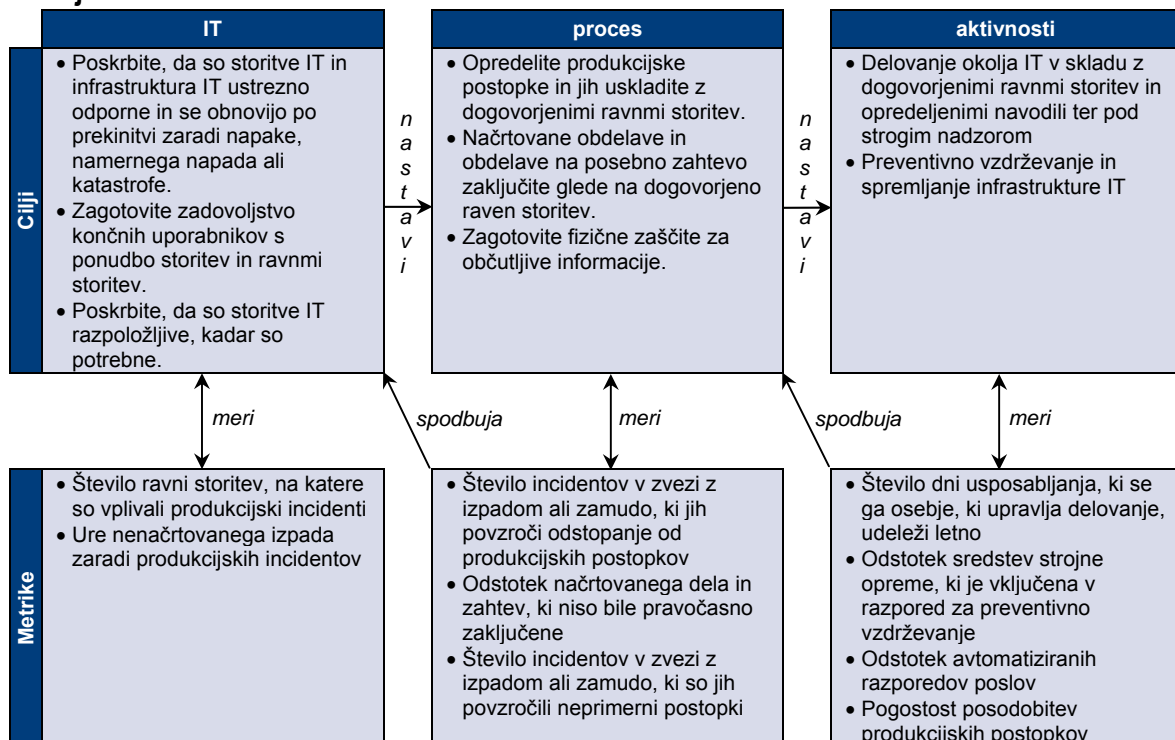 IT
proces
aktivnosti
Cilji
• Poskrbite, da so storitve IT in
infrastruktura IT ustrezno
odporne in se obnovijo po
prekinitvi zaradi napake,
namernega napada ali
katastrofe.
• Zagotovite zadovoljstvo
končnih uporabnikov s
ponudbo storitev in ravnmi
storitev.
• Poskrbite, da so storitve IT
razpoložljive, kadar so
potrebne.
nastavi
• Opredelite produkcijske
postopke in jih uskladite z
dogovorjenimi ravnmi storitev.
• Načrtovane obdelave in
obdelave na posebno zahtevo
zaključite glede na dogovorjeno
raven storitev.
• Zagotovite fizične zaščite za
občutljive informacije.
nastavi
• Delovanje okolja IT v skladu z
dogovorjenimi ravnmi storitev in
opredeljenimi navodili ter pod
strogim nadzorom
• Preventivno vzdrževanje in
spremljanje infrastrukture IT
meri
spodbuja
meri
spodbuja
meri
Metrike
• Število ravni storitev, na katere
so vplivali produkcijski incidenti
• Ure nenačrtovanega izpada
zaradi produkcijskih incidentov
• Število incidentov v zvezi z
izpadom ali zamudo, ki jih
povzroči odstopanje od
produkcijskih postopkov
• Odstotek načrtovanega dela in
zahtev, ki niso bile pravočasno
zaključene
• Število incidentov v zvezi z
izpadom ali zamudo, ki so jih
povzročili neprimerni postopki
• Število dni usposabljanja, ki se
ga osebje, ki upravlja delovanje,
udeleži letno
• Odstotek sredstev strojne
opreme, ki je vključena v
razpored za preventivno
vzdrževanje
• Odstotek avtomatiziranih
razporedov poslov
• Pogostost posodobitev
produkcijskih postopkov